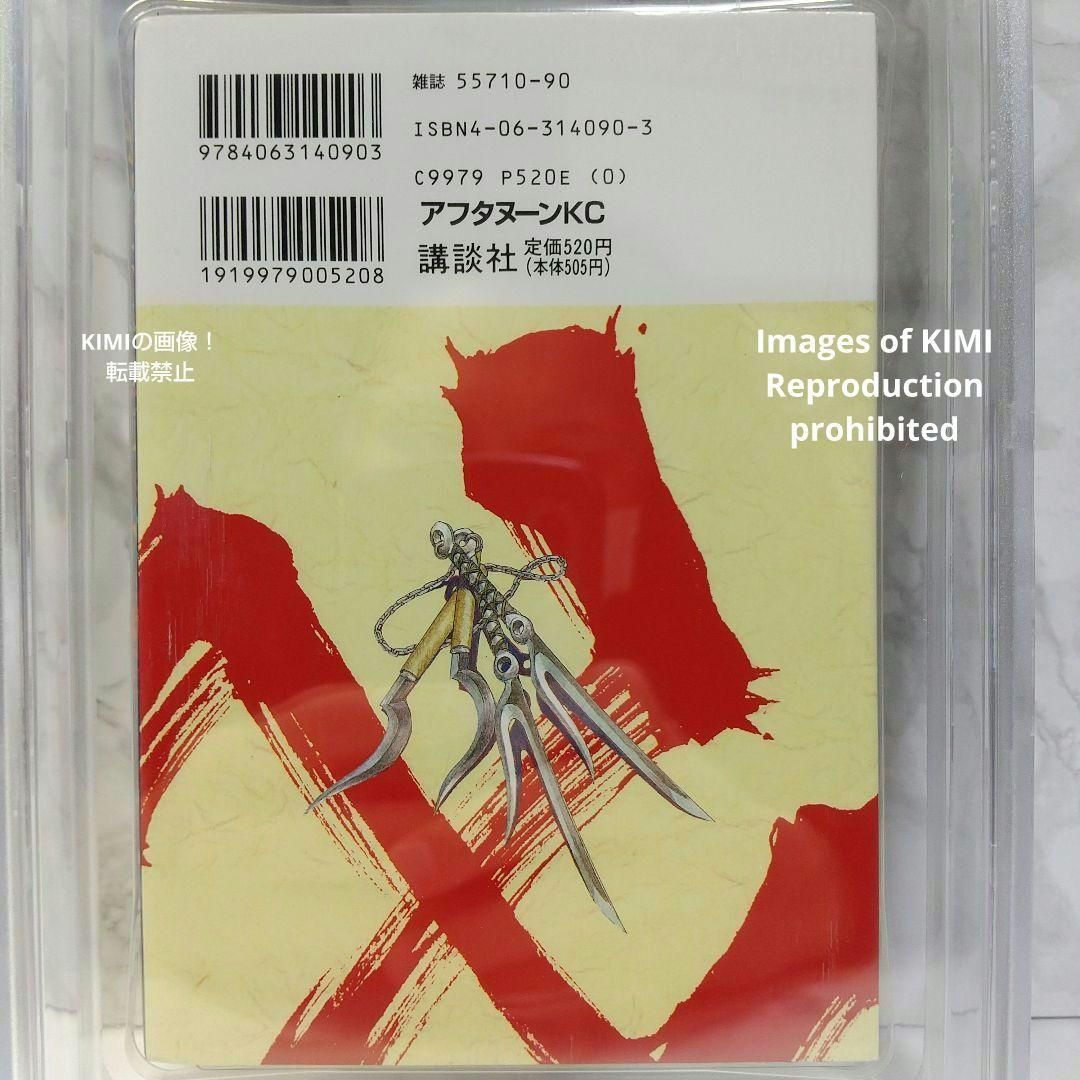 雑誌 55710-90
ISBN4-06-314090-3
9784063140903
C9979 P520E (0)
アフタヌーンKC
講談社 定価520円
(本体505円)
1919979005208
KIMIの画像！
転載禁止
Images of KIMI
Reproduction
prohibited